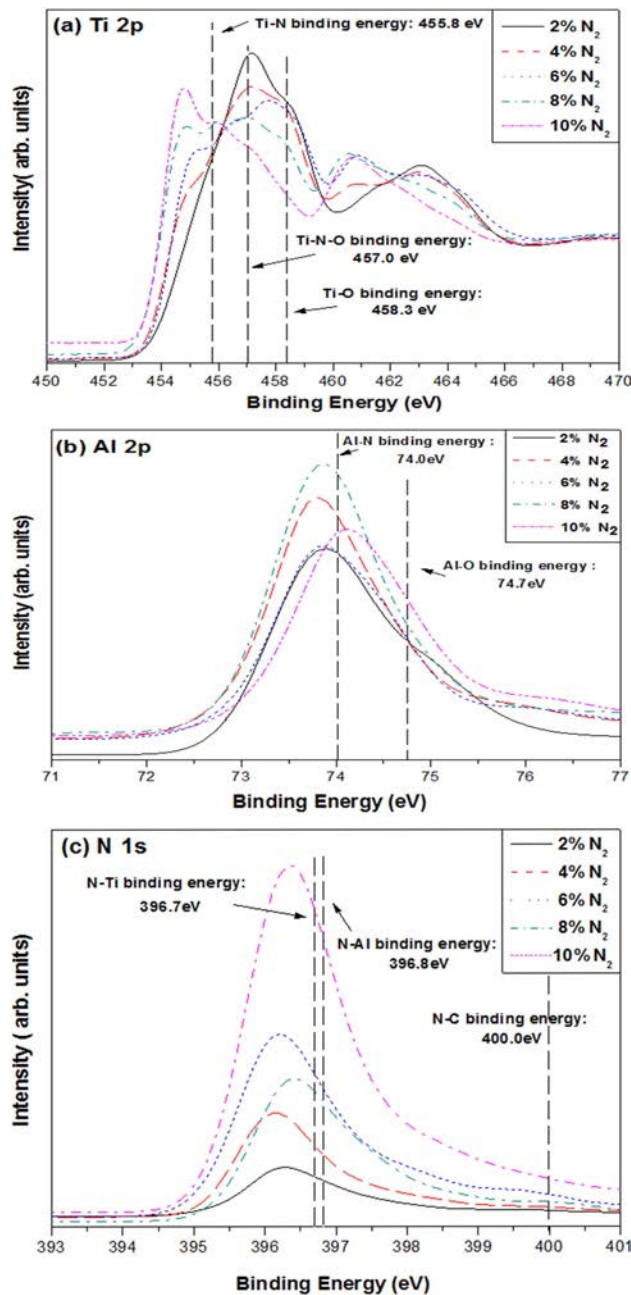 (a) Ti 2p
Ti-N binding energy: 455.8 eV
2% N2
4% N2
6% N2
8% N2
10% N2
Ti-N-O binding energy:
457.0 eV
Ti-O binding energy:
458.3 eV
Intensity( arb. units)
450 452 454 456 458 460 462 464 466 468 470
Binding Energy (eV)
(b) Al 2p
Al-N binding energy :
74.0eV
2% N2
4% N2
6% N2
8% N2
10% N2
Al-O binding energy :
74.7eV
Intensity (arb. units)
71 72 73 74 75 76 77
Binding Energy (eV)
(c) N 1s
N-Ti binding energy:
396.7eV
2% N2
4% N2
6% N2
8% N2
10% N2
N-Al binding energy:
396.8eV
N-C binding energy:
400.0eV
Intensity ( arb. units)
393 394 395 396 397 398 399 400 401
Binding Energy (eV)